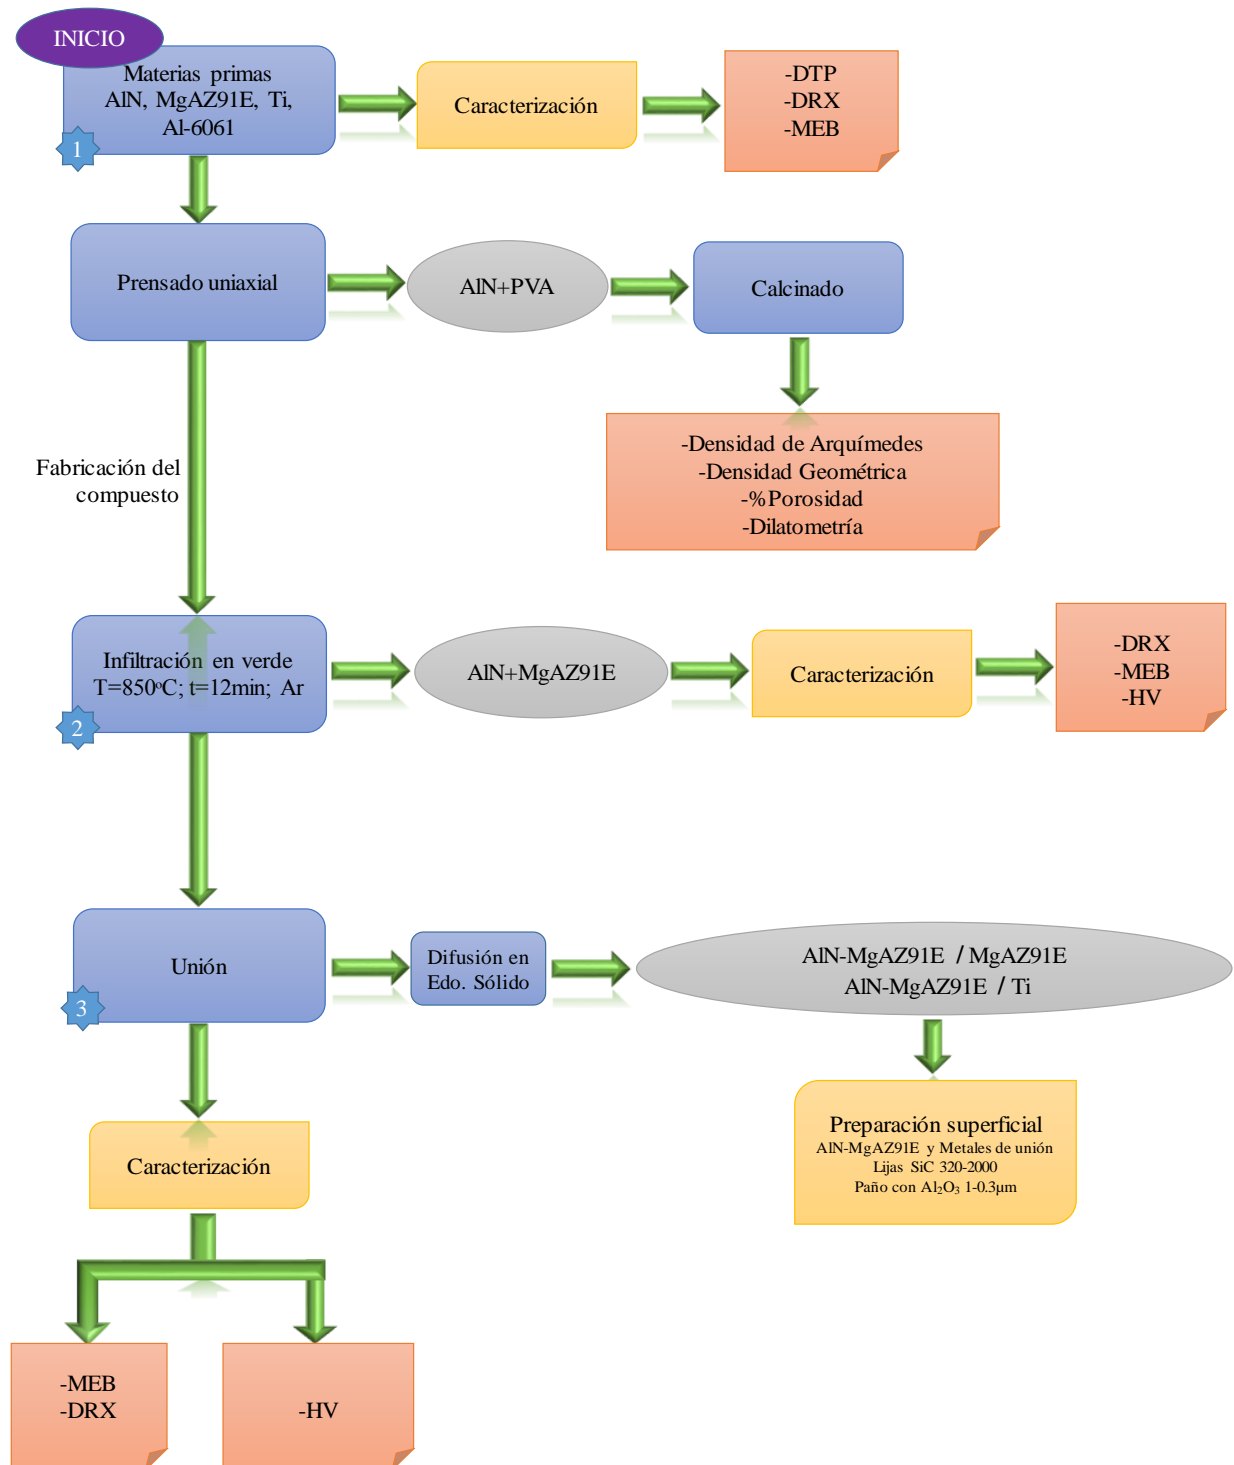 INICIO
Materias primas
AlN, MgAZ91E, Ti,
Al-6061
1
Caracterización
-DTP
-DRX
-MEB
Prensado uniaxial
AlN+PVA
Calcinado
-Densidad de Arquímedes
-Densidad Geométrica
-%Porosidad
-Dilatometría
Fabricación del
compuesto
Infiltración en verde
T=850ºC; t=12min; Ar
2
AlN+MgAZ91E
Caracterización
-DRX
-MEB
-HV
Unión
3
Difusión en
Edo. Sólido
AlN-MgAZ91E / MgAZ91E
AlN-MgAZ91E / Ti
Preparación superficial
AlN-MgAZ91E y Metales de unión
Lijas SiC 320-2000
Paño con Al₂O₃ 1-0.3µm
Caracterización
-MEB
-DRX
-HV